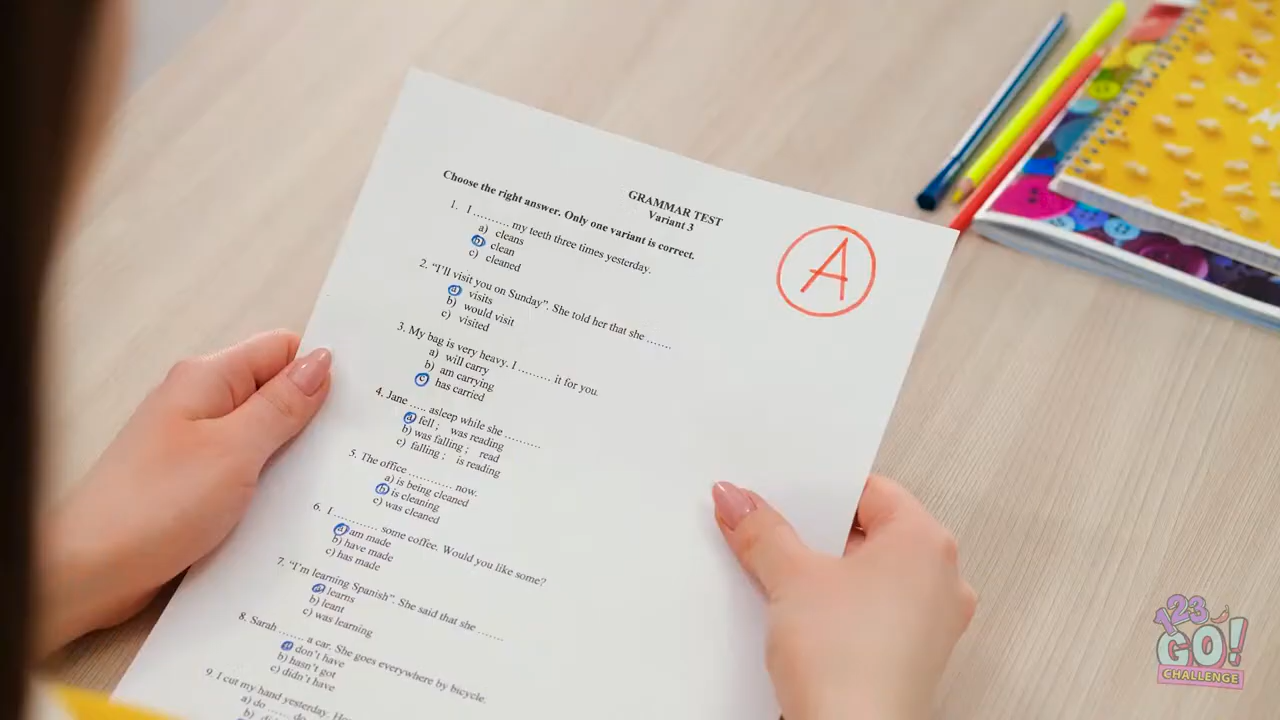 GRAMMAR TEST
Variant 3
Choose the right answer. Only one variant is correct.
A
1. I .......... my teeth three times yesterday.
a) cleans
b) clean
c) cleaned
2. "I'll visit you on Sunday". She told her that she .......
a) visits
b) would visit
c) visited
3. My bag is very heavy. I ......... it for you.
a) will carry
b) am carrying
c) has carried
4. Jane ..... asleep while she ..........
a) fell ; was reading
b) was falling ; read
c) falling ; is reading
5. The office ............ now.
a) is being cleaned
b) is cleaning
c) was cleaned
6. I ............ some coffee. Would you like some?
a) am made
b) have made
c) has made
7. "I'm learning Spanish". She said that she .......
a) learns
b) leant
c) was learning
8. Sarah ....... a car. She goes everywhere by bicycle.
a) don't have
b) hasn't got
c) didn't have
9. I cut my hand yesterday.
a) do ......
b)
123
GO!
CHALLENGE